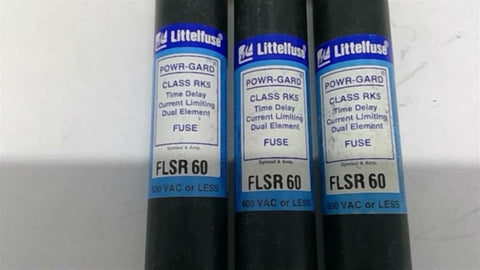 Littelfuse®
POWR-GARD
CLASS RK5
Time Delay
Current Limiting
Dual Element
FUSE
Symbol & Amp.
FLSR 60
600 VAC or LESS
Littelfuse®
POWR-GARD
CLASS RK5
Time Delay
Current Limiting
Dual Element
FUSE
Symbol & Amp.
FLSR 60
600 VAC or LESS
Littelfuse®
POWR-GARD
CLASS RK5
Time Delay
Current Limiting
Dual Element
FUSE
Symbol & Amp.
FLSR 60
600 VAC or LESS